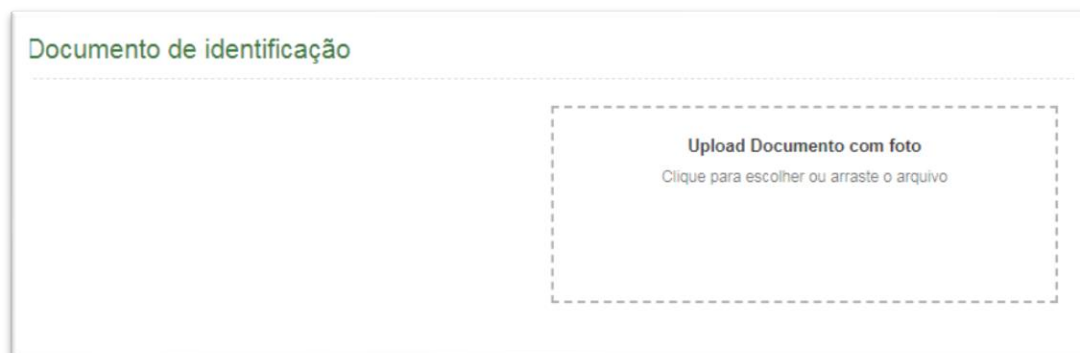 Documento de identificação
Upload Documento com foto
Clique para escolher ou arraste o arquivo